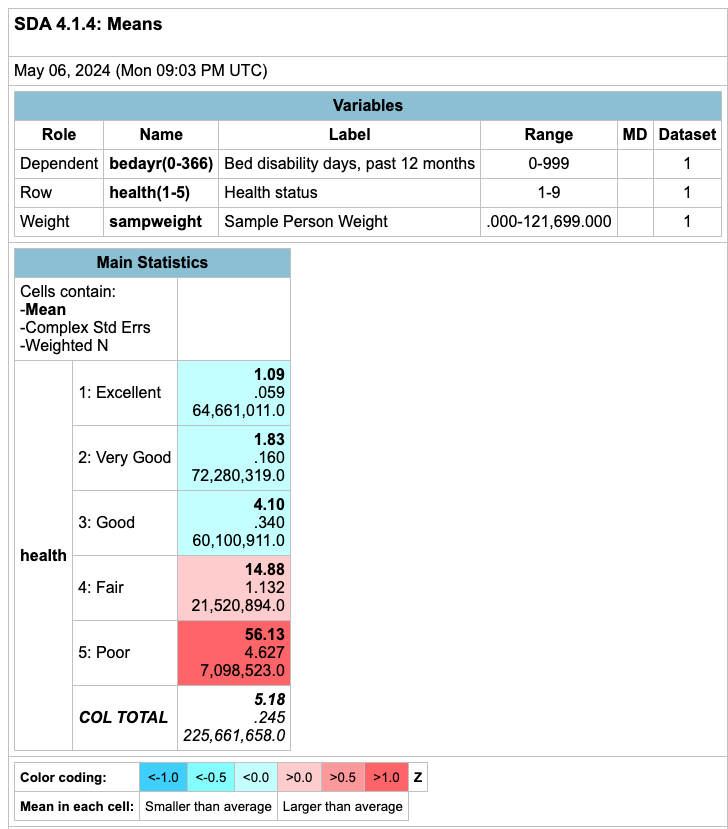 SDA 4.1.4: Means
May 06, 2024 (Mon 09:03 PM UTC)
Variables
Role Name Label Range MD Dataset
Dependent bedayr(0-366) Bed disability days, past 12 months 0-999 1
Row health(1-5) Health status 1-9 1
Weight sampweight Sample Person Weight .000-121,699.000 1
Main Statistics
Cells contain:
-Mean
-Complex Std Errs
-Weighted N
health
1: Excellent
1.09
.059
64,661,011.0
2: Very Good
1.83
.160
72,280,319.0
3: Good
4.10
.340
60,100,911.0
4: Fair
14.88
1.132
21,520,894.0
5: Poor
56.13
4.627
7,098,523.0
COL TOTAL
5.18
.245
225,661,658.0
Color coding: <-1.0 <-0.5 <0.0 >0.0 >0.5 >1.0 Z
Mean in each cell: Smaller than average Larger than average